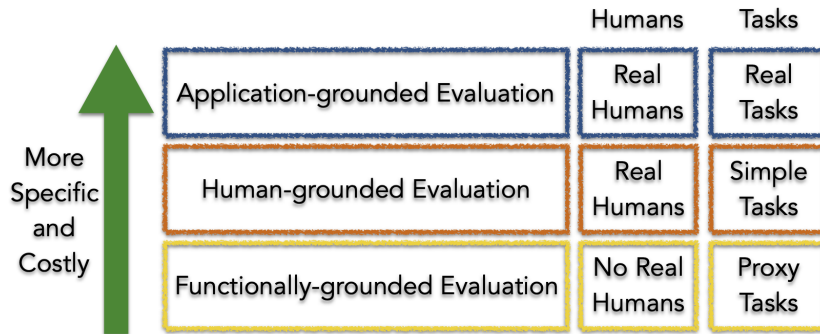 Humans Tasks
Application-grounded Evaluation
Real
Humans
Real
Tasks
More
Specific
and
Costly
Human-grounded Evaluation
Real
Humans
Simple
Tasks
Functionally-grounded Evaluation
No Real
Humans
Proxy
Tasks